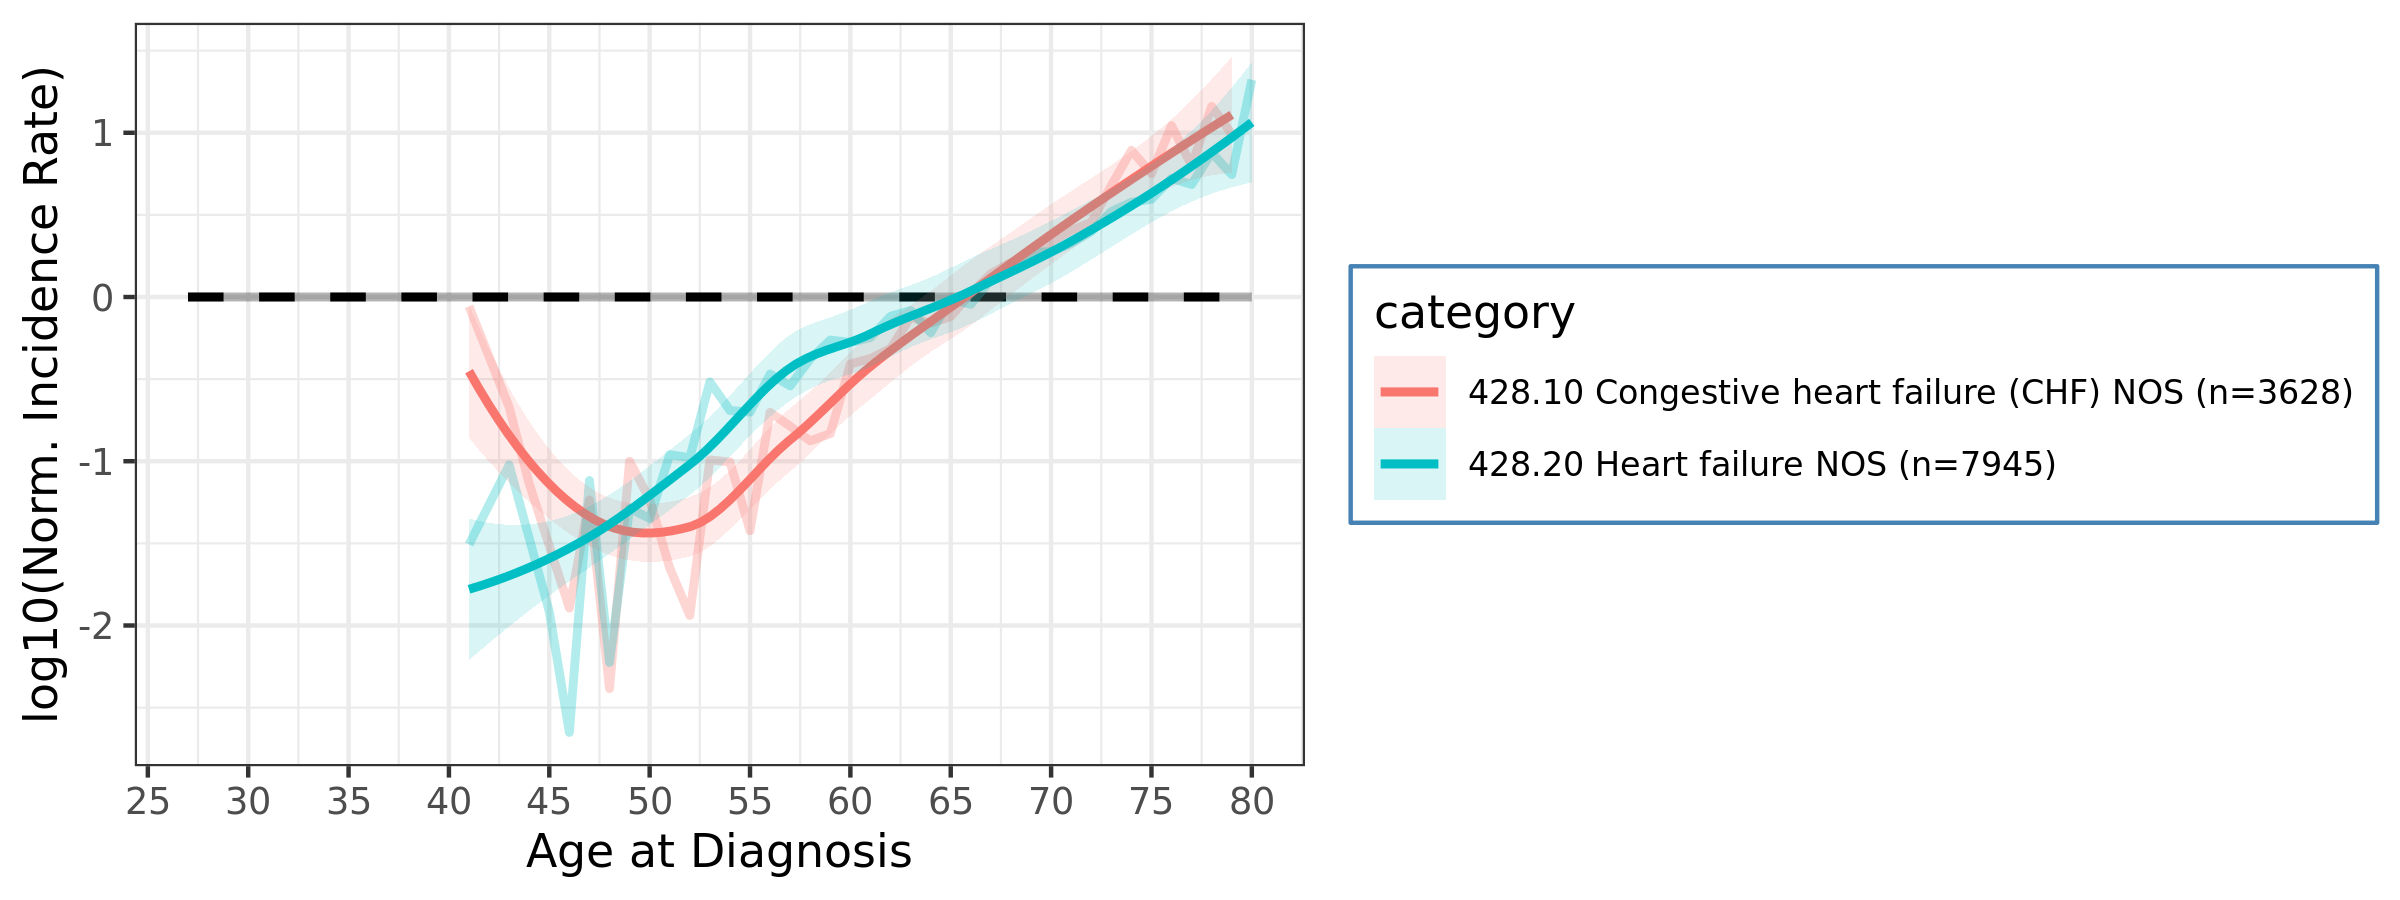 log10(Norm. Incidence Rate)
1
0
-1
-2
25 30 35 40 45 50 55 60 65 70 75 80
Age at Diagnosis
category
428.10 Congestive heart failure (CHF) NOS (n=3628)
428.20 Heart failure NOS (n=7945)